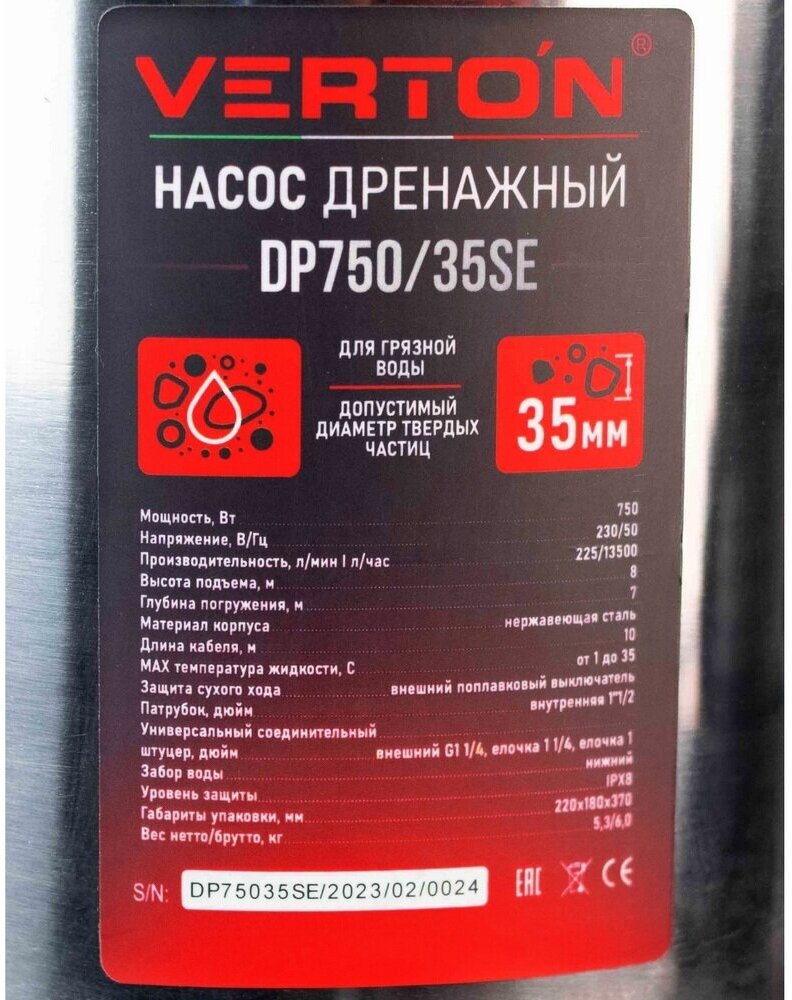 VERTO'N®
НАСОС ДРЕНАЖНЫЙ
DP750/35SE
ДЛЯ ГРЯЗНОЙ
ВОДЫ
ДОПУСТИМЫЙ
ДИАМЕТР ТВЕРДЫХ
ЧАСТИЦ
35мм
Мощность, Вт 750
Напряжение, В/Гц 230/50
Производительность, л/мин | л/час 225/13500
Высота подъема, м 8
Глубина погружения, м 7
Материал корпуса нержавеющая сталь
Длина кабеля, м 10
MAX температура жидкости, С от 1 до 35
Защита сухого хода внешний поплавковый выключатель
Патрубок, дюйм внутренняя 1"1/2
Универсальный соединительный
штуцер, дюйм внешний G1 1/4, елочка 1 1/4, елочка 1
Забор воды нижний
Уровень защиты IPX8
Габариты упаковки, мм 220х180х370
Вес нетто/брутто, кг 5,3/6,0
S/N: DP75035SE/2023/02/0024 EAC CE